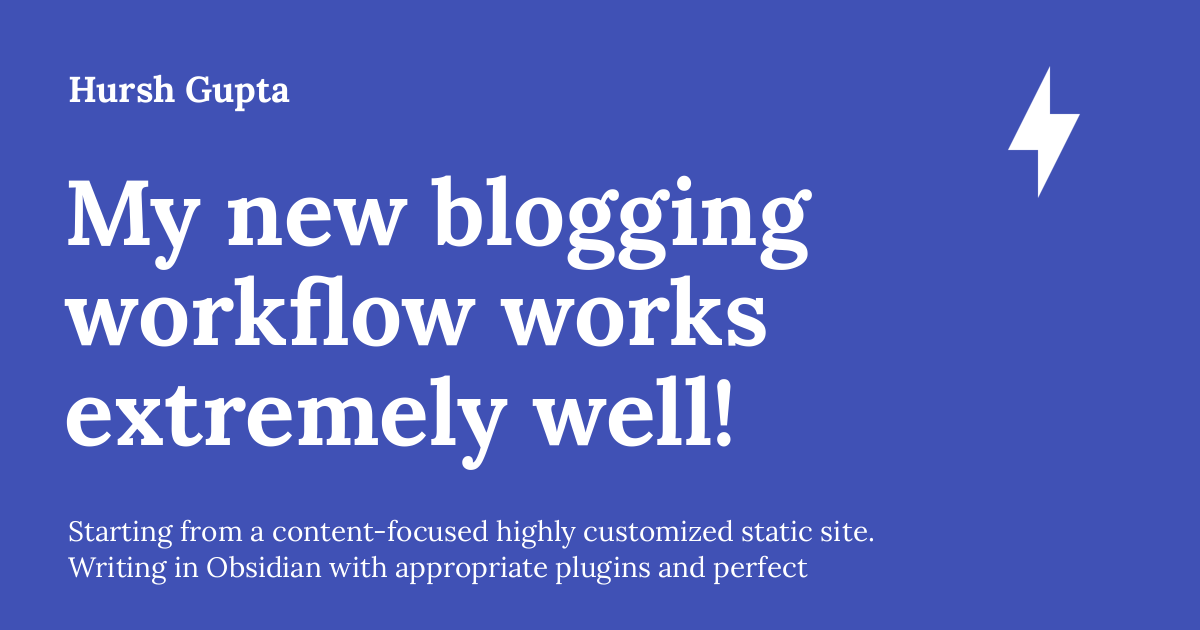 Hursh Gupta
My new blogging
workflow works
extremely well!
Starting from a content-focused highly customized static site.
Writing in Obsidian with appropriate plugins and perfect